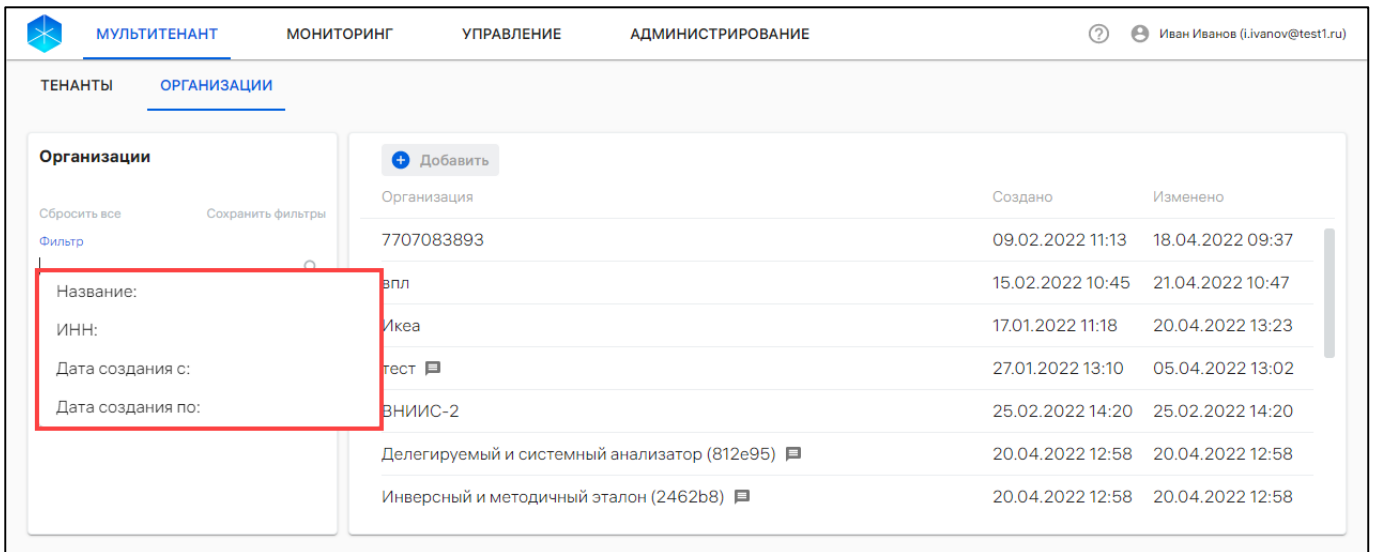 МУЛЬТИТЕНАНТ МОНИТОРИНГ УПРАВЛЕНИЕ АДМИНИСТРИРОВАНИЕ ? Иван Иванов (i.ivanov@test1.ru)
ТЕНАНТЫ ОРГАНИЗАЦИИ
Организации
Сбросить все Сохранить фильтры
Фильтр
Название:
ИНН:
Дата создания с:
Дата создания по:
Добавить
Организация Создано Изменено
7707083893 09.02.2022 11:13 18.04.2022 09:37
впл 15.02.2022 10:45 21.04.2022 10:47
Икеа 17.01.2022 11:18 20.04.2022 13:23
тест 27.01.2022 13:10 05.04.2022 13:02
ВНИИС-2 25.02.2022 14:20 25.02.2022 14:20
Делегируемый и системный анализатор (812e95) 20.04.2022 12:58 20.04.2022 12:58
Инверсный и методичный эталон (2462b8) 20.04.2022 12:58 20.04.2022 12:58